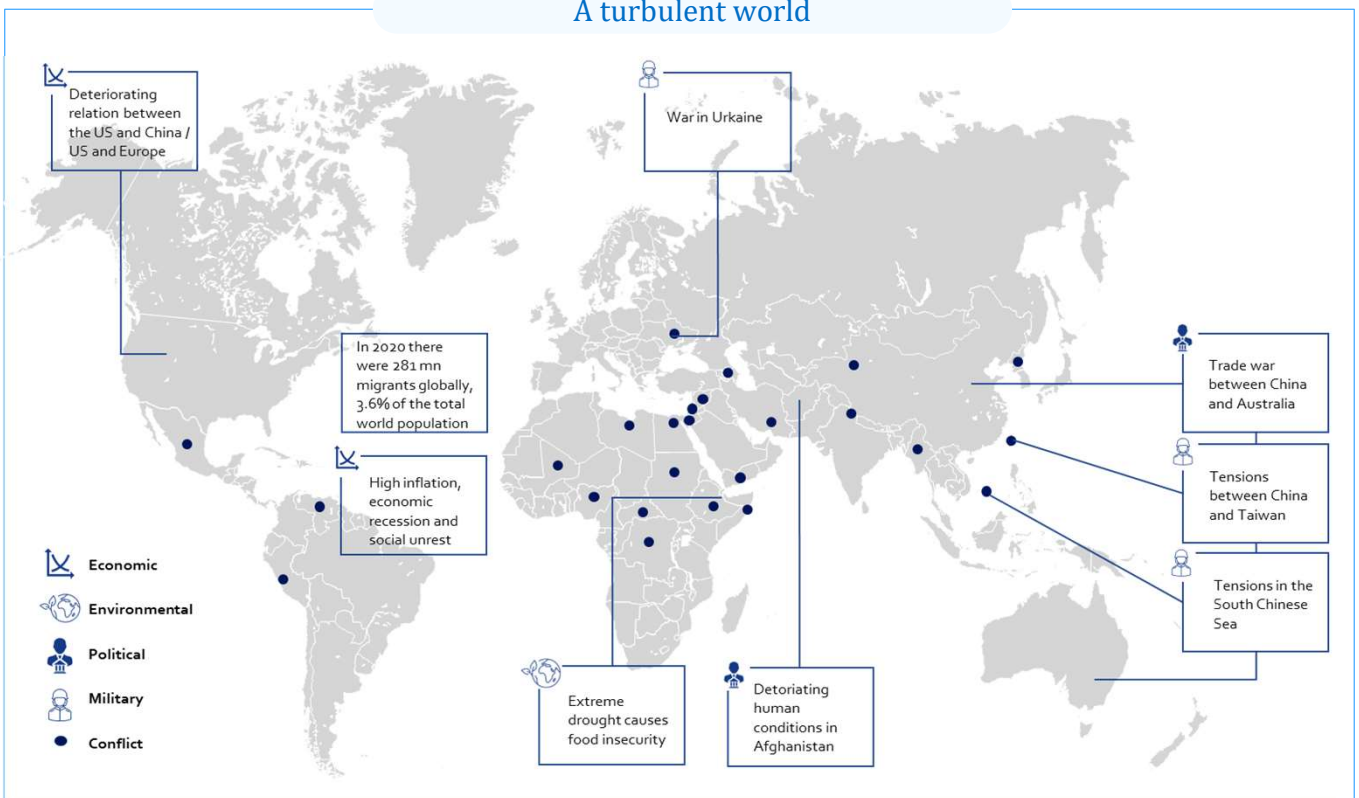 A turbulent world
Deteriorating
relation between
the US and China /
US and Europe
War in Urkaine
In 2020 there
were 281 mn
migrants globally,
3.6% of the total
world population
High inflation,
economic
recession and
social unrest
Trade war
between China
and Australia
Tensions
between China
and Taiwan
Tensions in the
South Chinese
Sea
Extreme
drought causes
food insecurity
Detoriating
human
conditions in
Afghanistan
Economic
Environmental
Political
Military
Conflict